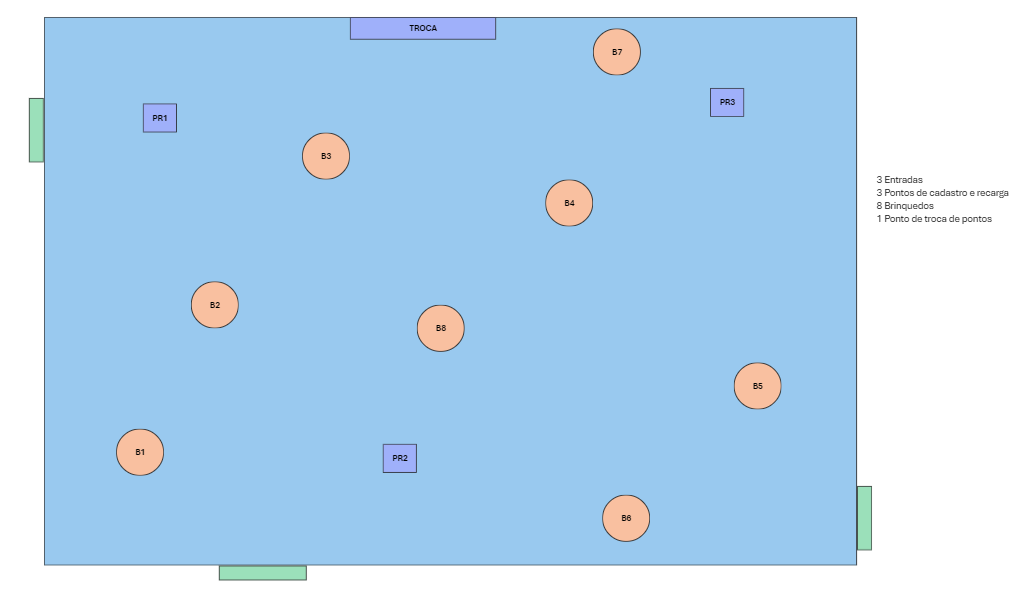 TROCA
B7
PR1
PR3
B3
B4
B2
B8
B5
B1
PR2
B6
3 Entradas
3 Pontos de cadastro e recarga
8 Brinquedos
1 Ponto de troca de pontos